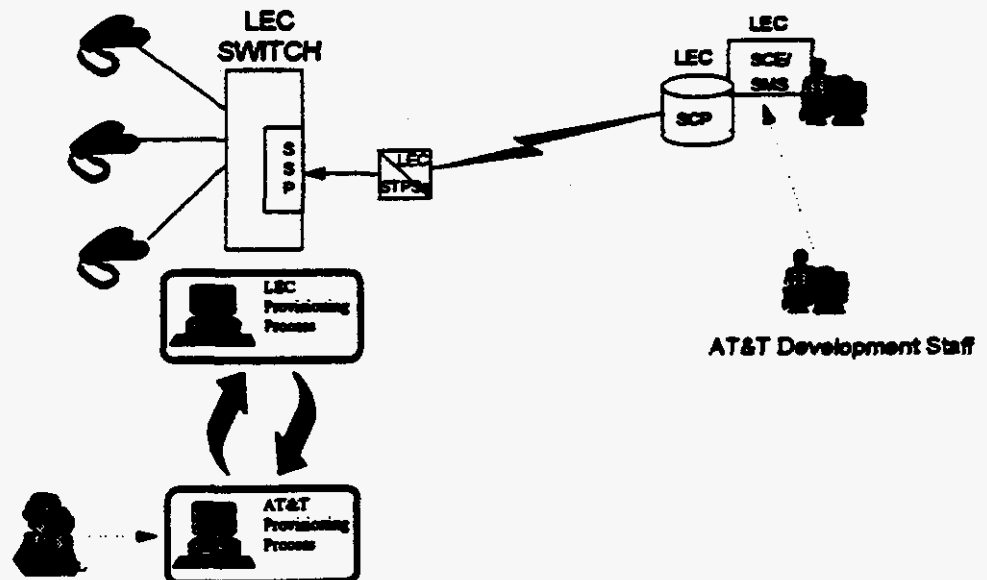 LEC
SWITCH
S
S
P
LEC
STPS
LEC
SCP
LEC
SCE/
SMS
AT&T Development Staff
LEC
Provisioning
Process
AT&T
Provisioning
Process